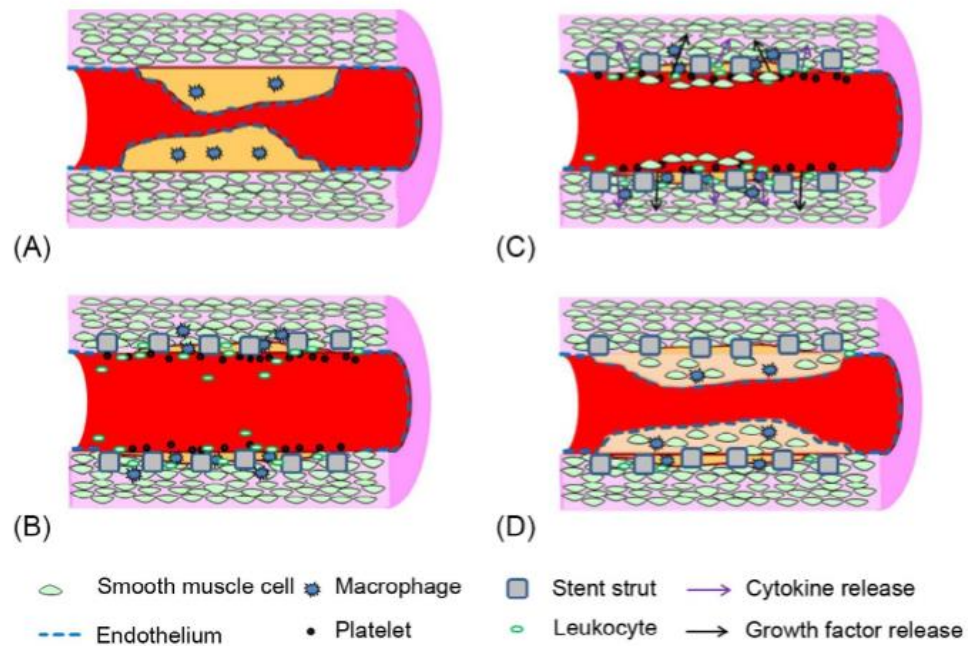 (A)
(C)
(B)
(D)
Smooth muscle cell
Macrophage
Stent strut
Cytokine release
Endothelium
Platelet
Leukocyte
Growth factor release